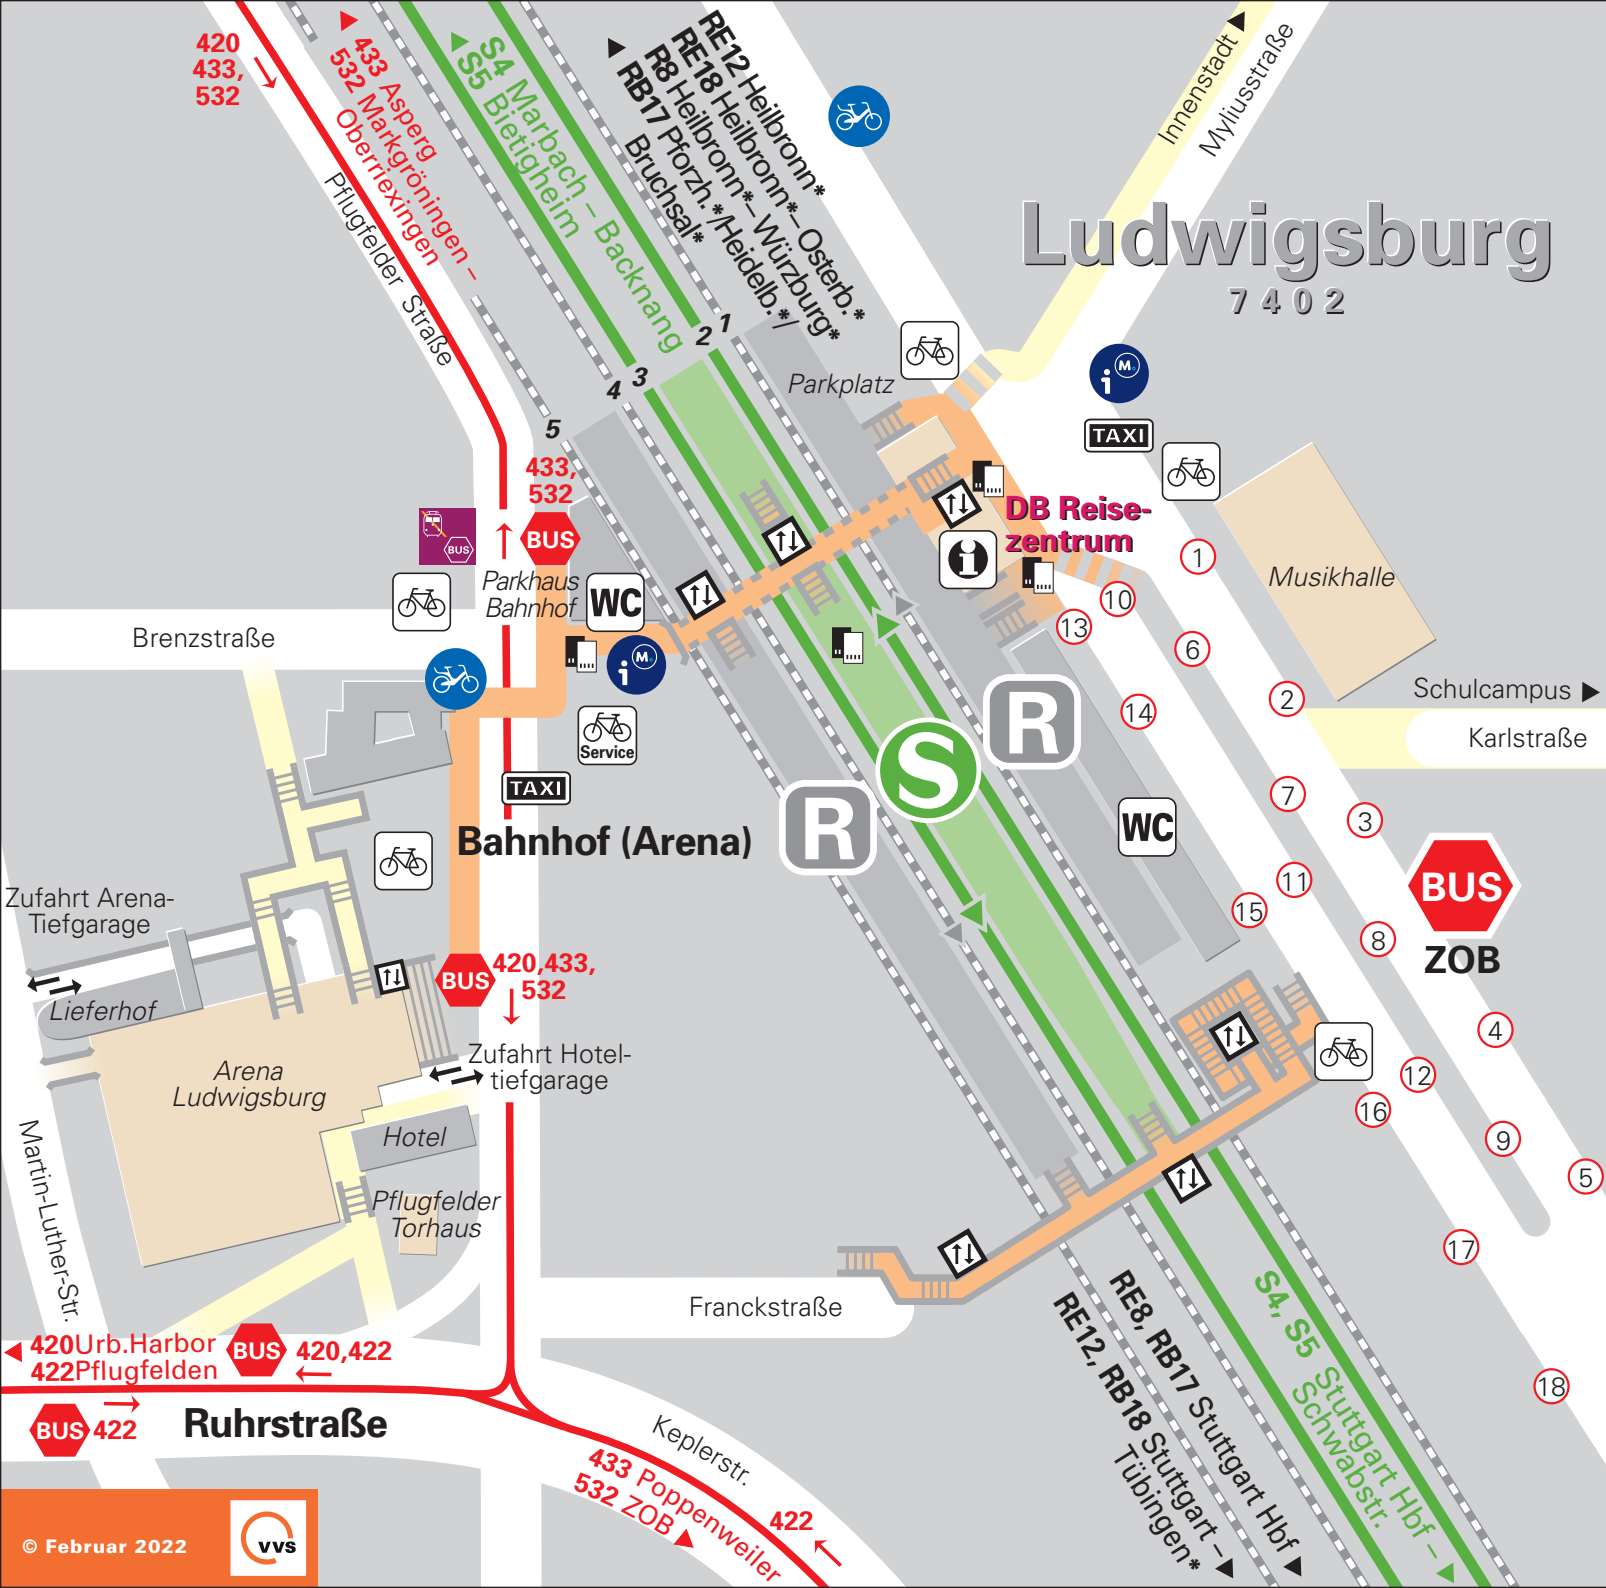 420
433,
532
433 Asperg
532 Markgröningen –
Oberriexingen
Pflugfelder Straße
S4 Marbach – Backnang
S5 Bietigheim
RE12 Heilbronn*
RE18 Heilbronn*–Osterb.*
R8 Heilbronn*–Würzburg*
RB17 Pforzh.*/Heidelb.*/
Bruchsal*
Innenstadt
Myliusstraße
Ludwigsburg
7402
1
2
3
4
5
Parkplatz
i M.
TAXI
433,
532
BUS
BUS
DB Reise-
zentrum
i
Parkhaus
Bahnhof
WC
Musikhalle
Brenzstraße
i M.
Service
1
10
13
6
2
14
Schulcampus
Karlstraße
R
S
R
TAXI
Bahnhof (Arena)
7
3
WC
11
15
8
BUS
ZOB
Zufahrt Arena-
Tiefgarage
Lieferhof
BUS
420,433,
532
Zufahrt Hotel-
tiefgarage
Arena
Ludwigsburg
Hotel
Pflugfelder
Torhaus
Martin-Luther-Str.
4
12
16
9
5
17
18
Franckstraße
420Urb.Harbor
422Pflugfelden
BUS
420,422
BUS
422
Ruhrstraße
Keplerstr.
433 Poppenweiler
532 ZOB
422
RE8, RB17 Stuttgart Hbf
RE12, RB18 Stuttgart –
Tübingen*
S4, S5 Stuttgart Hbf –
Schwabstr.
© Februar 2022
vvs